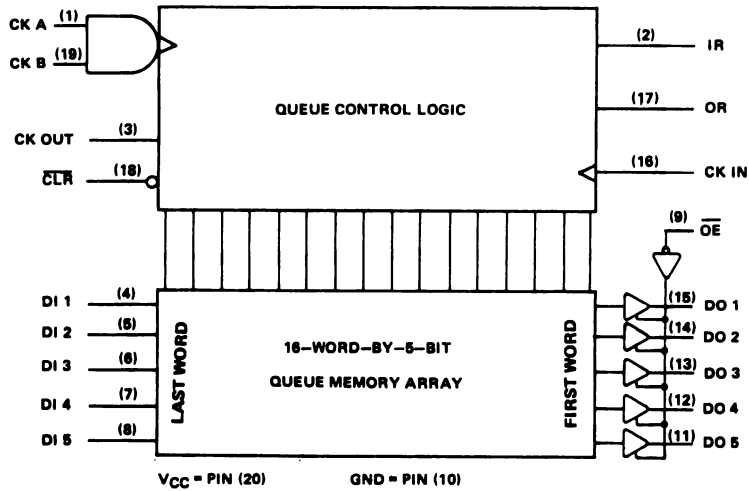 CK A (1)
CK B (19)
(2) IR
QUEUE CONTROL LOGIC
(17) OR
CK OUT (3)
CLR (18)
(16) CK IN
(9) OE
DI 1 (4)
DI 2 (5)
DI 3 (6)
DI 4 (7)
DI 5 (8)
LAST WORD
16–WORD–BY–5–BIT
QUEUE MEMORY ARRAY
FIRST WORD
(15) DO 1
(14) DO 2
(13) DO 3
(12) DO 4
(11) DO 5
VCC = PIN (20) GND = PIN (10)